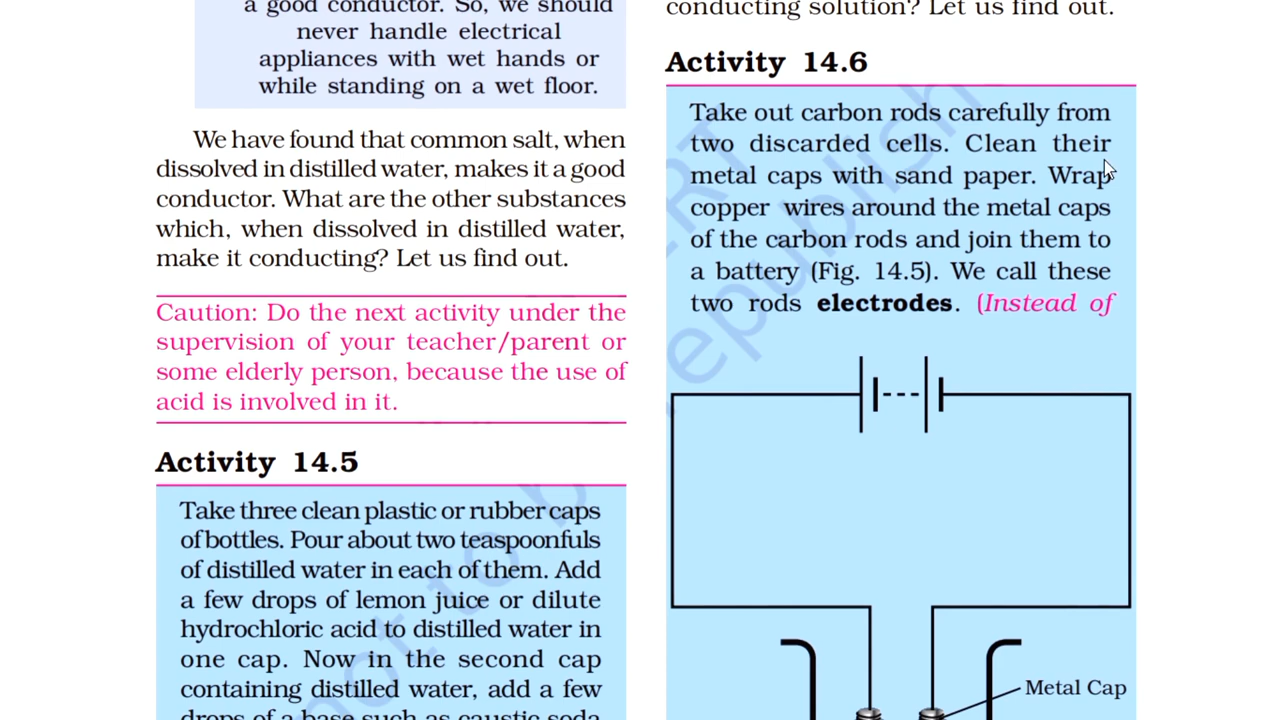 a good conductor. So, we should
never handle electrical
appliances with wet hands or
while standing on a wet floor.
We have found that common salt, when
dissolved in distilled water, makes it a good
conductor. What are the other substances
which, when dissolved in distilled water,
make it conducting? Let us find out.
Caution: Do the next activity under the
supervision of your teacher/parent or
some elderly person, because the use of
acid is involved in it.
Activity 14.5
Take three clean plastic or rubber caps
of bottles. Pour about two teaspoonfuls
of distilled water in each of them. Add
a few drops of lemon juice or dilute
hydrochloric acid to distilled water in
one cap. Now in the second cap
containing distilled water, add a few
drops of a base such as caustic soda
conducting solution? Let us find out.
Activity 14.6
Take out carbon rods carefully from
two discarded cells. Clean their
metal caps with sand paper. Wrap
copper wires around the metal caps
of the carbon rods and join them to
a battery (Fig. 14.5). We call these
two rods electrodes. (Instead of
Metal Cap